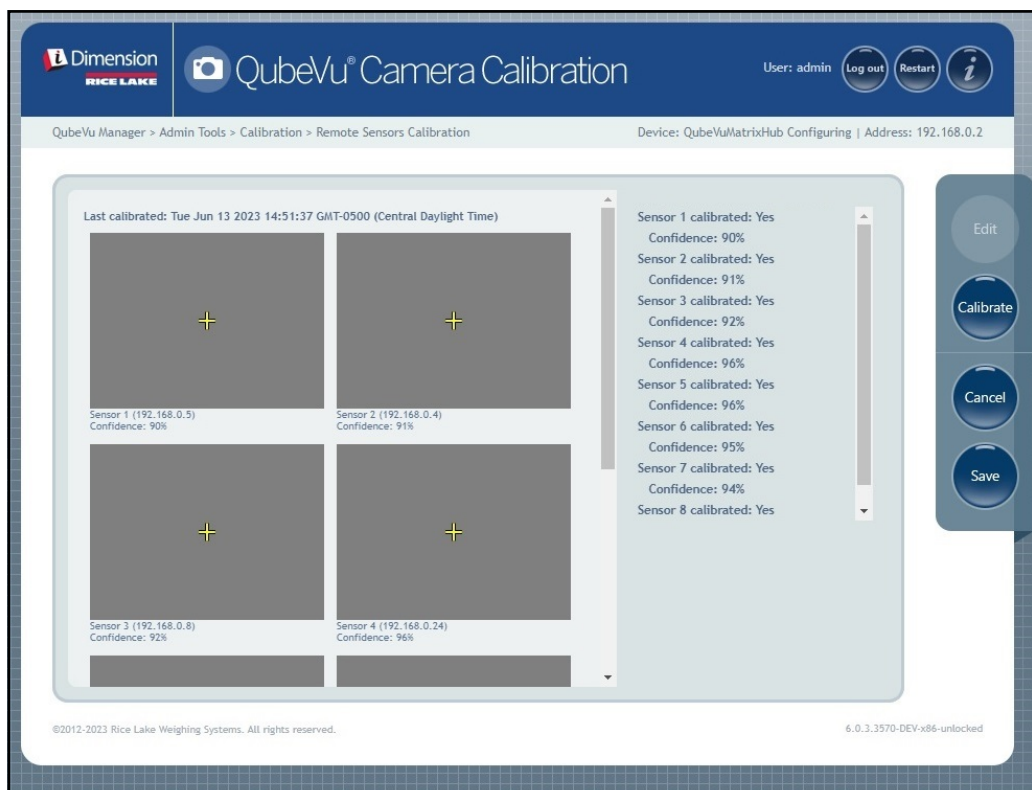 i Dimension
RICE LAKE
QubeVu® Camera Calibration
User: admin
Log out
Restart
i
QubeVu Manager > Admin Tools > Calibration > Remote Sensors Calibration
Device: QubeVuMatrixHub Configuring | Address: 192.168.0.2
Last calibrated: Tue Jun 13 2023 14:51:37 GMT-0500 (Central Daylight Time)
Sensor 1 (192.168.0.5)
Confidence: 90%
Sensor 2 (192.168.0.4)
Confidence: 91%
Sensor 3 (192.168.0.8)
Confidence: 92%
Sensor 4 (192.168.0.24)
Confidence: 96%
Sensor 1 calibrated: Yes
Confidence: 90%
Sensor 2 calibrated: Yes
Confidence: 91%
Sensor 3 calibrated: Yes
Confidence: 92%
Sensor 4 calibrated: Yes
Confidence: 96%
Sensor 5 calibrated: Yes
Confidence: 96%
Sensor 6 calibrated: Yes
Confidence: 95%
Sensor 7 calibrated: Yes
Confidence: 94%
Sensor 8 calibrated: Yes
Edit
Calibrate
Cancel
Save
©2012-2023 Rice Lake Weighing Systems. All rights reserved.
6.0.3.3570-DEV-x86-unlocked